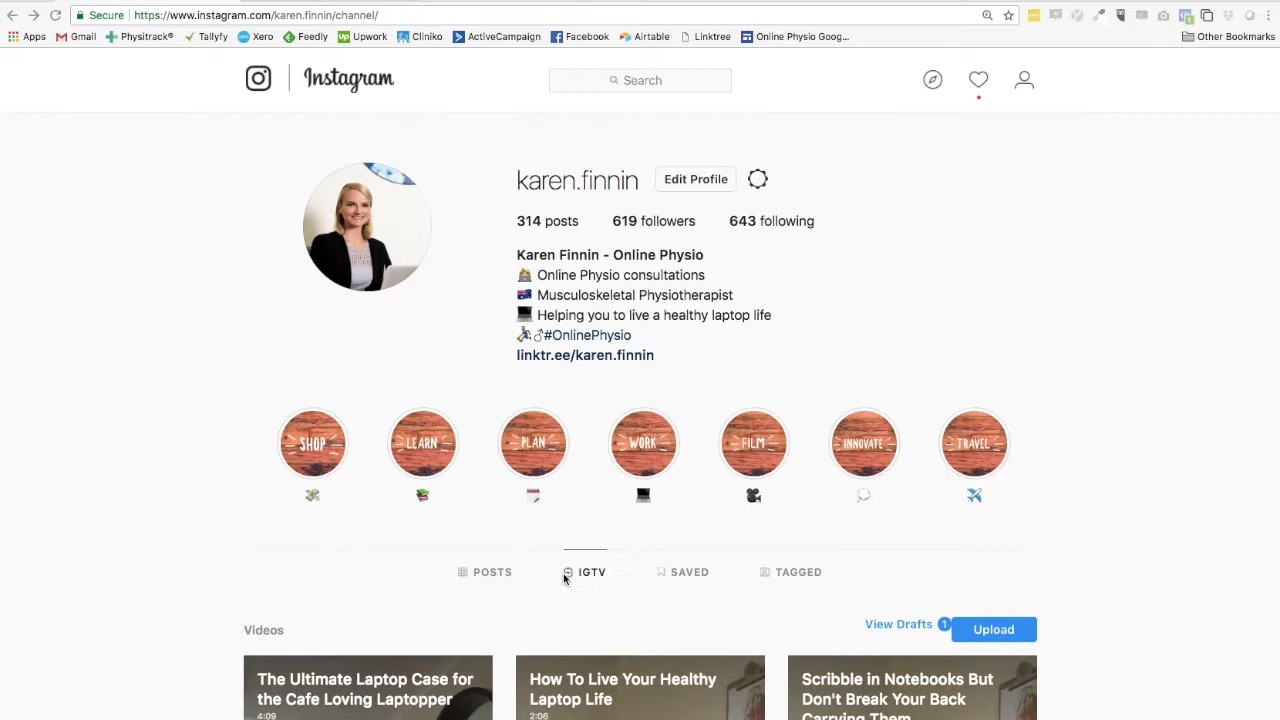 Secure https://www.instagram.com/karen.finnin/channel/
Apps Gmail Physitrack® Tallyfy Xero Feedly Upwork Cliniko ActiveCampaign Facebook Airtable Linktree Online Physio Goog... Other Bookmarks
Instagram Search
karen.finnin Edit Profile
314 posts 619 followers 643 following
Karen Finnin - Online Physio
Online Physio consultations
Musculoskeletal Physiotherapist
Helping you to live a healthy laptop life
#OnlinePhysio
linktr.ee/karen.finnin
SHOP LEARN PLAN WORK FILM INNOVATE TRAVEL
POSTS IGTV SAVED TAGGED
Videos View Drafts 1 Upload
The Ultimate Laptop Case for
the Cafe Loving Laptopper
4:09
How To Live Your Healthy
Laptop Life
2:06
Scribble in Notebooks But
Don't Break Your Back
Carrying Them